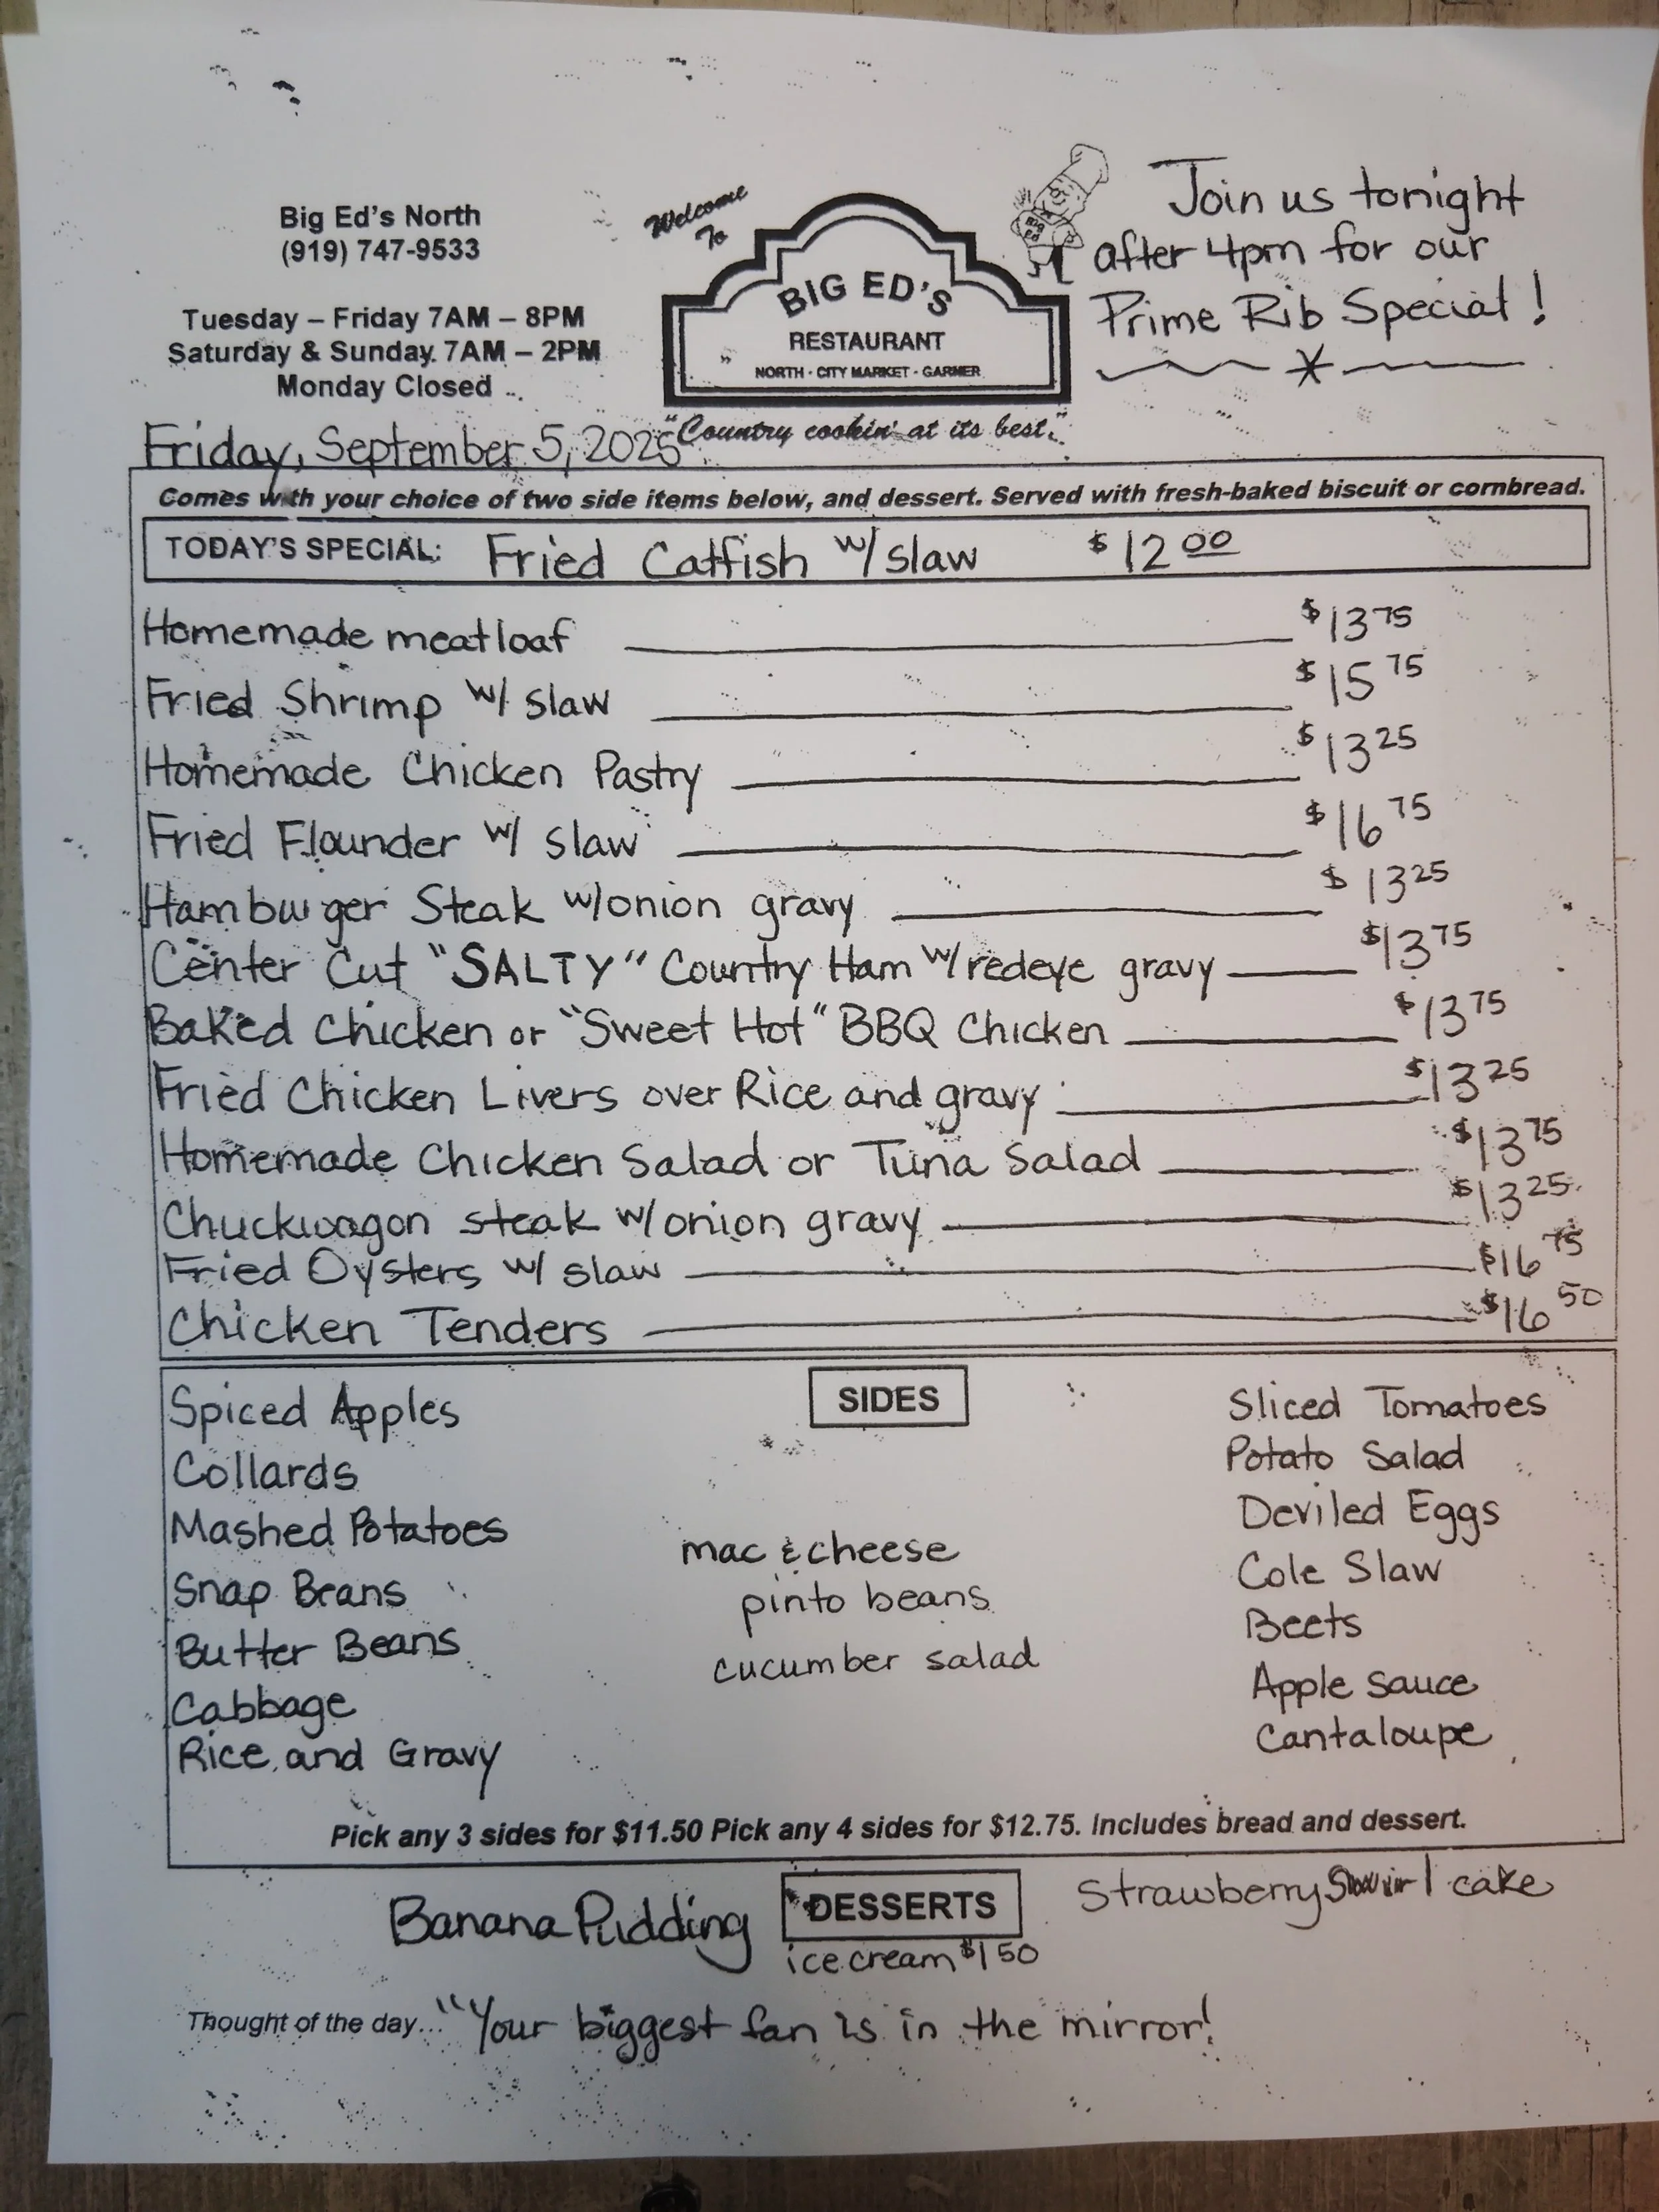 Big Ed's North
(919) 747-9533
Tuesday – Friday 7AM – 8PM
Saturday & Sunday 7AM – 2PM
Monday Closed
Welcome
To
BIG ED'S
RESTAURANT
NORTH · CITY MARKET · GARNER
"Country cookin' at its best."
BIG
ED
Join us tonight
after 4pm for our
Prime Rib Special!
Friday, September 5, 2025
Comes with your choice of two side items below, and dessert. Served with fresh-baked biscuit or cornbread.
TODAY'S SPECIAL: Fried Catfish w/ slaw $12 00
Homemade meatloaf $13 75
Fried Shrimp w/ slaw $15 75
Homemade Chicken Pastry $13 25
Fried Flounder w/ slaw $16 75
Hamburger Steak w/onion gravy $13 25
Center Cut "SALTY" Country Ham w/redeye gravy $13 75
Baked Chicken or "Sweet Hot" BBQ Chicken $13 75
Fried Chicken Livers over Rice and gravy $13 25
Homemade Chicken Salad or Tuna Salad $13 75
Chuckwagon steak w/onion gravy $13 25
Fried Oysters w/ slaw $16 75
Chicken Tenders $16 50
SIDES
Spiced Apples
Collards
Mashed Potatoes
Snap Beans
Butter Beans
Cabbage
Rice and Gravy
mac & cheese
pinto beans
cucumber salad
Sliced Tomatoes
Potato Salad
Deviled Eggs
Cole Slaw
Beets
Apple sauce
Cantaloupe
Pick any 3 sides for $11.50 Pick any 4 sides for $12.75. Includes bread and dessert.
DESSERTS
Banana Pudding
ice cream $1 50
Strawberry cake
Thought of the day... "Your biggest fan is in the mirror!